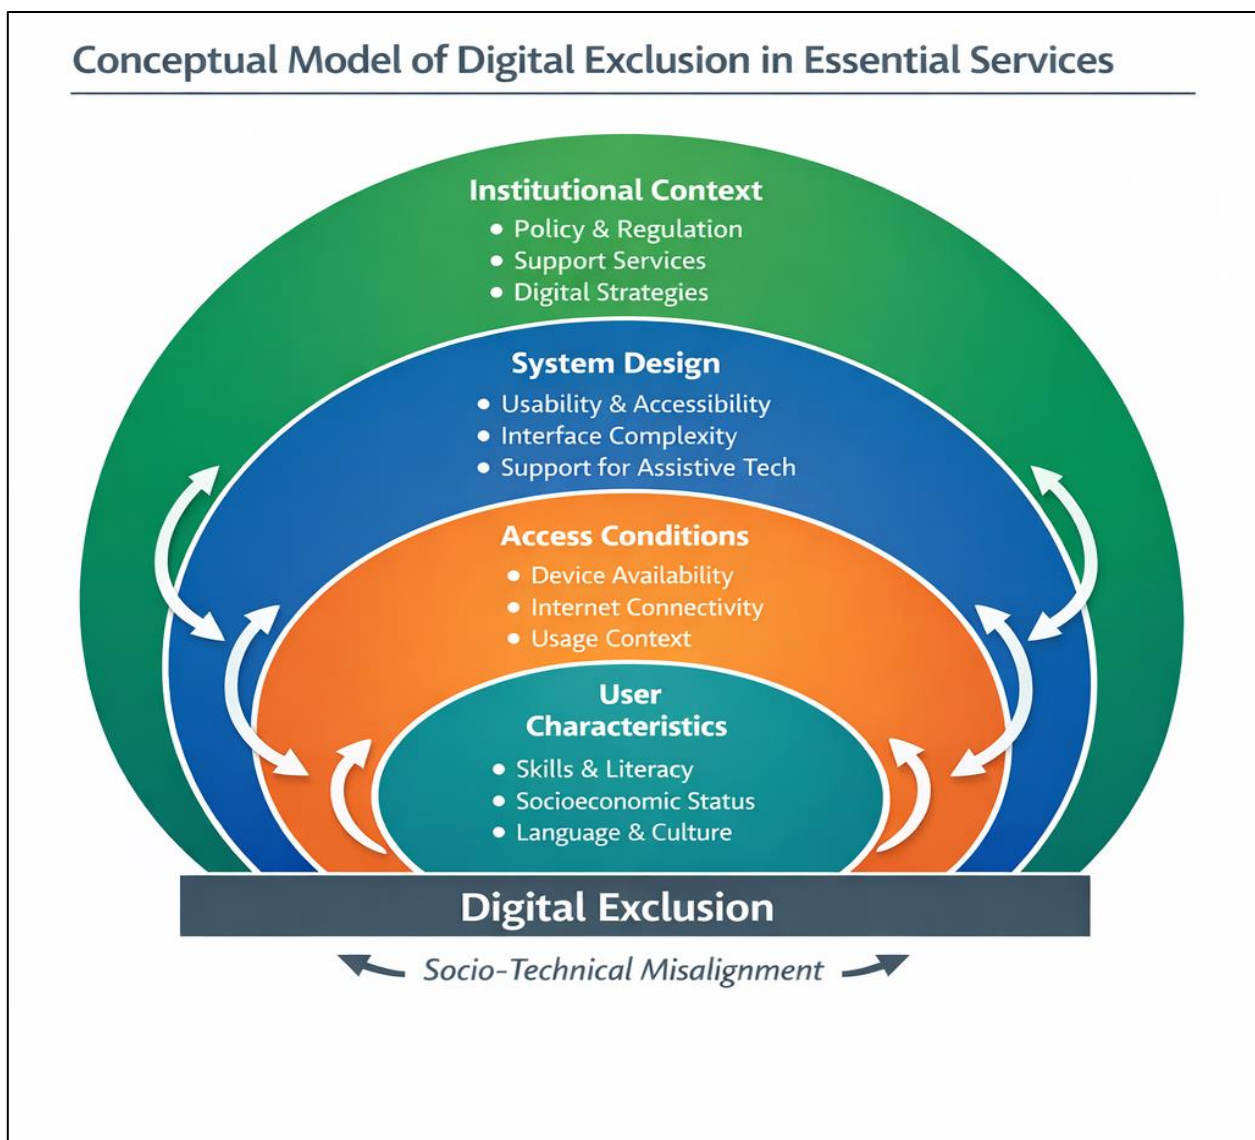 Conceptual Model of Digital Exclusion in Essential Services
Institutional Context
• Policy & Regulation
• Support Services
• Digital Strategies
System Design
• Usability & Accessibility
• Interface Complexity
• Support for Assistive Tech
Access Conditions
• Device Availability
• Internet Connectivity
• Usage Context
User
Characteristics
• Skills & Literacy
• Socioeconomic Status
• Language & Culture
Digital Exclusion
Socio-Technical Misalignment